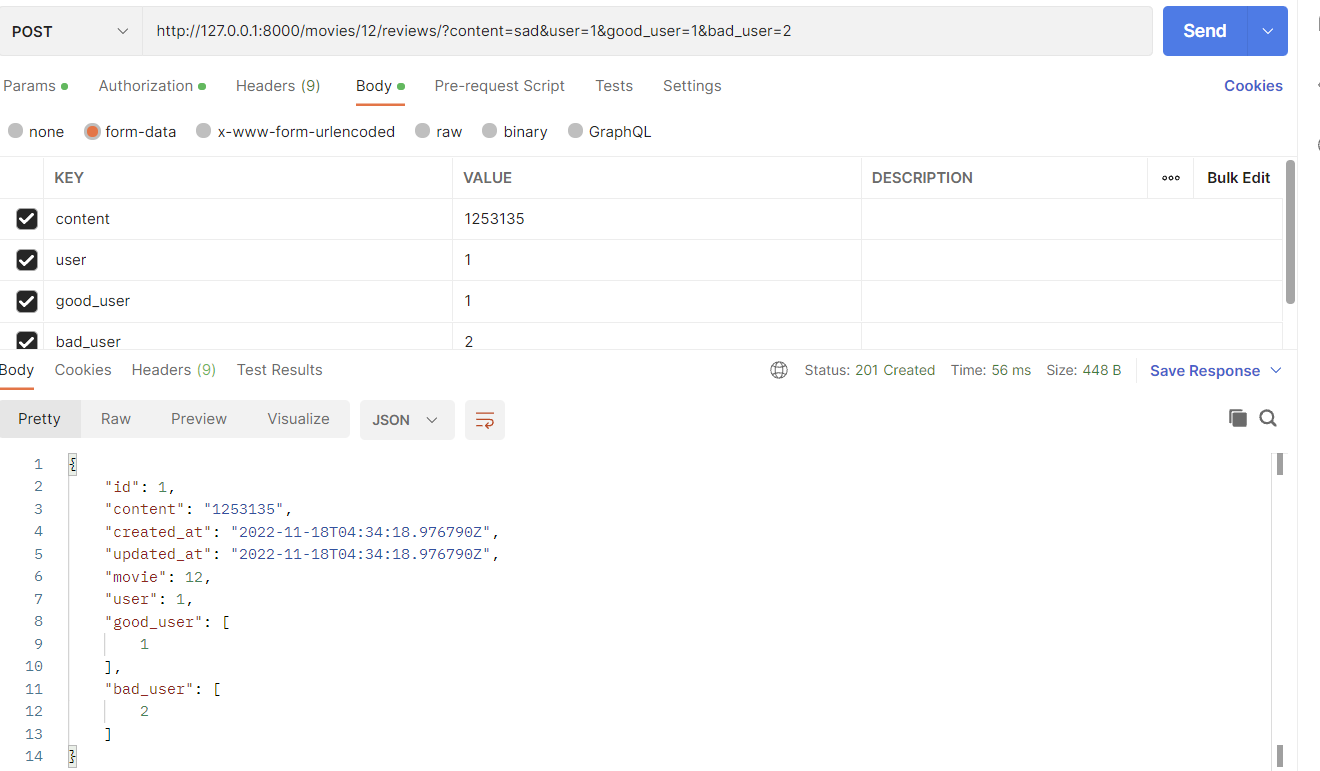 POST http://127.0.0.1:8000/movies/12/reviews/?content=sad&user=1&good_user=1&bad_user=2 Send
Params Authorization Headers (9) Body Pre-request Script Tests Settings Cookies
none form-data x-www-form-urlencoded raw binary GraphQL
KEY VALUE DESCRIPTION ooo Bulk Edit
content 1253135
user 1
good_user 1
bad_user 2
Body Cookies Headers (9) Test Results Status: 201 Created Time: 56 ms Size: 448 B Save Response
Pretty Raw Preview Visualize JSON
1 {
2 "id": 1,
3 "content": "1253135",
4 "created_at": "2022-11-18T04:34:18.976790Z",
5 "updated_at": "2022-11-18T04:34:18.976790Z",
6 "movie": 12,
7 "user": 1,
8 "good_user": [
9 1
10 ],
11 "bad_user": [
12 2
13 ]
14 }